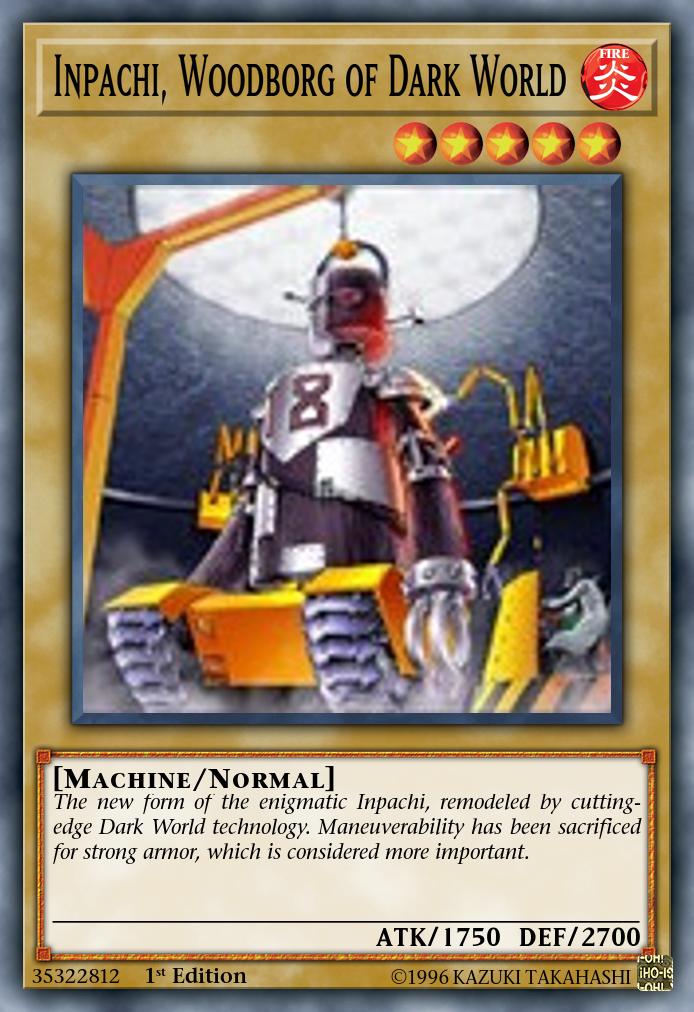 Inpachi, Woodborg of Dark World
FIRE
炎
18
[Machine/Normal]
The new form of the enigmatic Inpachi, remodeled by cutting-
edge Dark World technology. Maneuverability has been sacrificed
for strong armor, which is considered more important.
ATK/1750 DEF/2700
35322812 1st Edition ©1996 KAZUKI TAKAHASHI